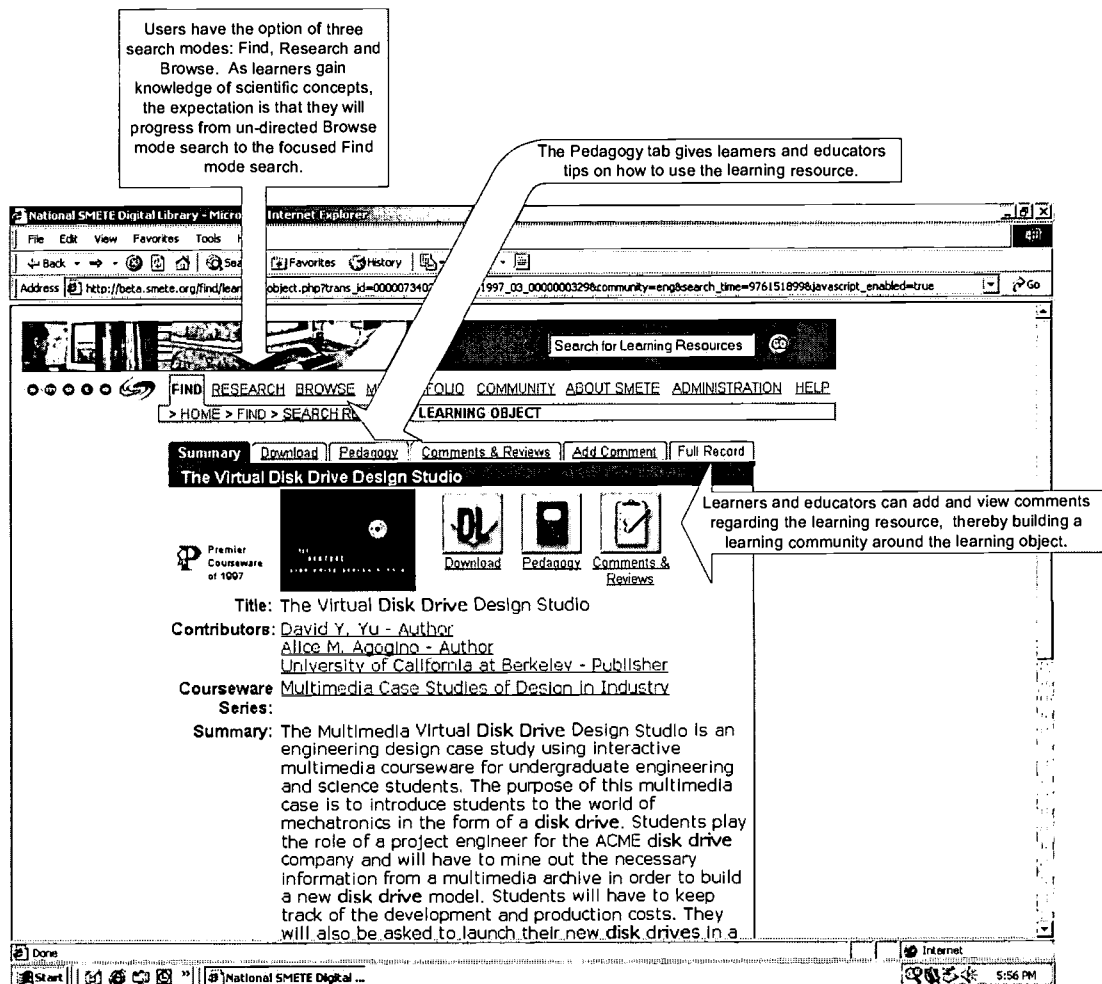 Users have the option of three
search modes: Find, Research and
Browse. As learners gain
knowledge of scientific concepts,
the expectation is that they will
progress from un-directed Browse
mode search to the focused Find
mode search.
The Pedagogy tab gives learners and educators
tips on how to use the learning resource.
National SMETE Digital Library - Micro Internet Explorer
File Edit View Favorites Tools H
Back Sea Favorites History
Address http://beta.smete.org/find/lear object.php?trans_id=0000073402 1997_03_000000032998community=eng&search_time=976151899&javascript_enabled=true Go
Search for Learning Resources GO
FIND RESEARCH BROWSE M FOLIO COMMUNITY ABOUT SMETE ADMINISTRATION HELP
> HOME > FIND > SEARCH RE LEARNING OBJECT
Summary Download Pedagogy Comments & Reviews Add Comment Full Record
The Virtual Disk Drive Design Studio
Learners and educators can add and view comments
regarding the learning resource, thereby building a
learning community around the learning object.
Premier
Courseware
of 1997
DL
Download Pedagogy Comments &
Reviews
Title: The Virtual Disk Drive Design Studio
Contributors: David Y. Yu - Author
Alice M. Agogino - Author
University of California at Berkeley - Publisher
Courseware Multimedia Case Studies of Design in Industry
Series:
Summary: The Multimedia Virtual Disk Drive Design Studio is an
engineering design case study using interactive
multimedia courseware for undergraduate engineering
and science students. The purpose of this multimedia
case is to introduce students to the world of
mechatronics in the form of a disk drive. Students play
the role of a project engineer for the ACME disk drive
company and will have to mine out the necessary
information from a multimedia archive in order to build
a new disk drive model. Students will have to keep
track of the development and production costs. They
will also be asked to launch their new disk drives in a
Done Internet
Start National SMETE Digital ... 5:56 PM